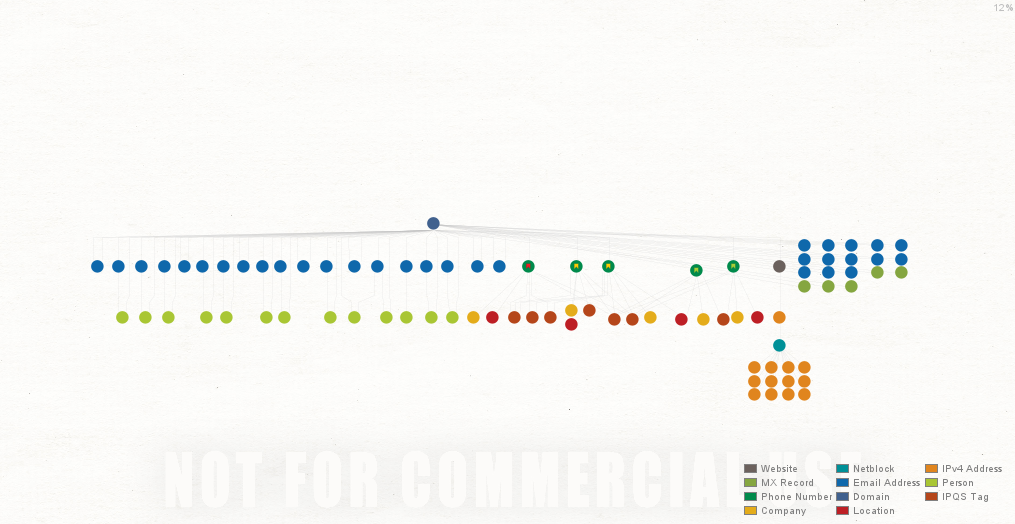 12%
NOT FOR COMMERCIAL USE
Website
Netblock
IPv4 Address
MX Record
Email Address
Person
Phone Number
Domain
IPQS Tag
Company
Location